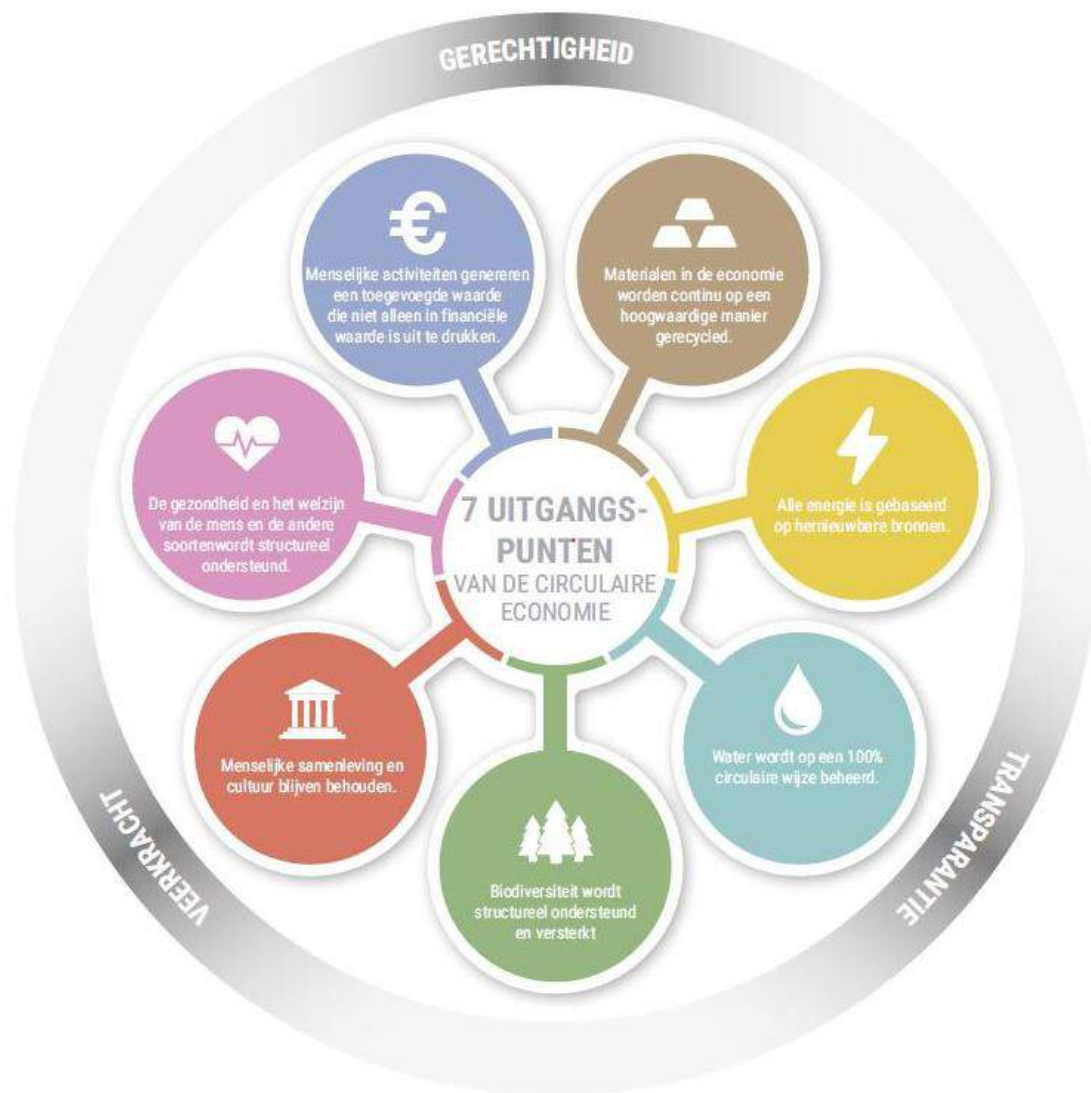 GERECHTIGHEID
Menselijke activiteiten genereren
een toegevoegde waarde
die niet alleen in financiële
waarde is uit te drukken.
Materialen in de economie
worden continu op een
hoogwaardige manier
gerecycled.
De gezondheid en het welzijn
van de mens en de andere
soortenwordt structureel
ondersteund.
7 UITGANGS-
PUNTEN
VAN DE CIRCULAIRE
ECONOMIE
Alle energie is gebaseerd
op hernieuwbare bronnen.
Menselijke samenleving en
cultuur blijven behouden.
Water wordt op een 100%
circulaire wijze beheerd.
Biodiversiteit wordt
structureel ondersteund
en versterkt
VEERKRACHT
TRANSPARANTIE